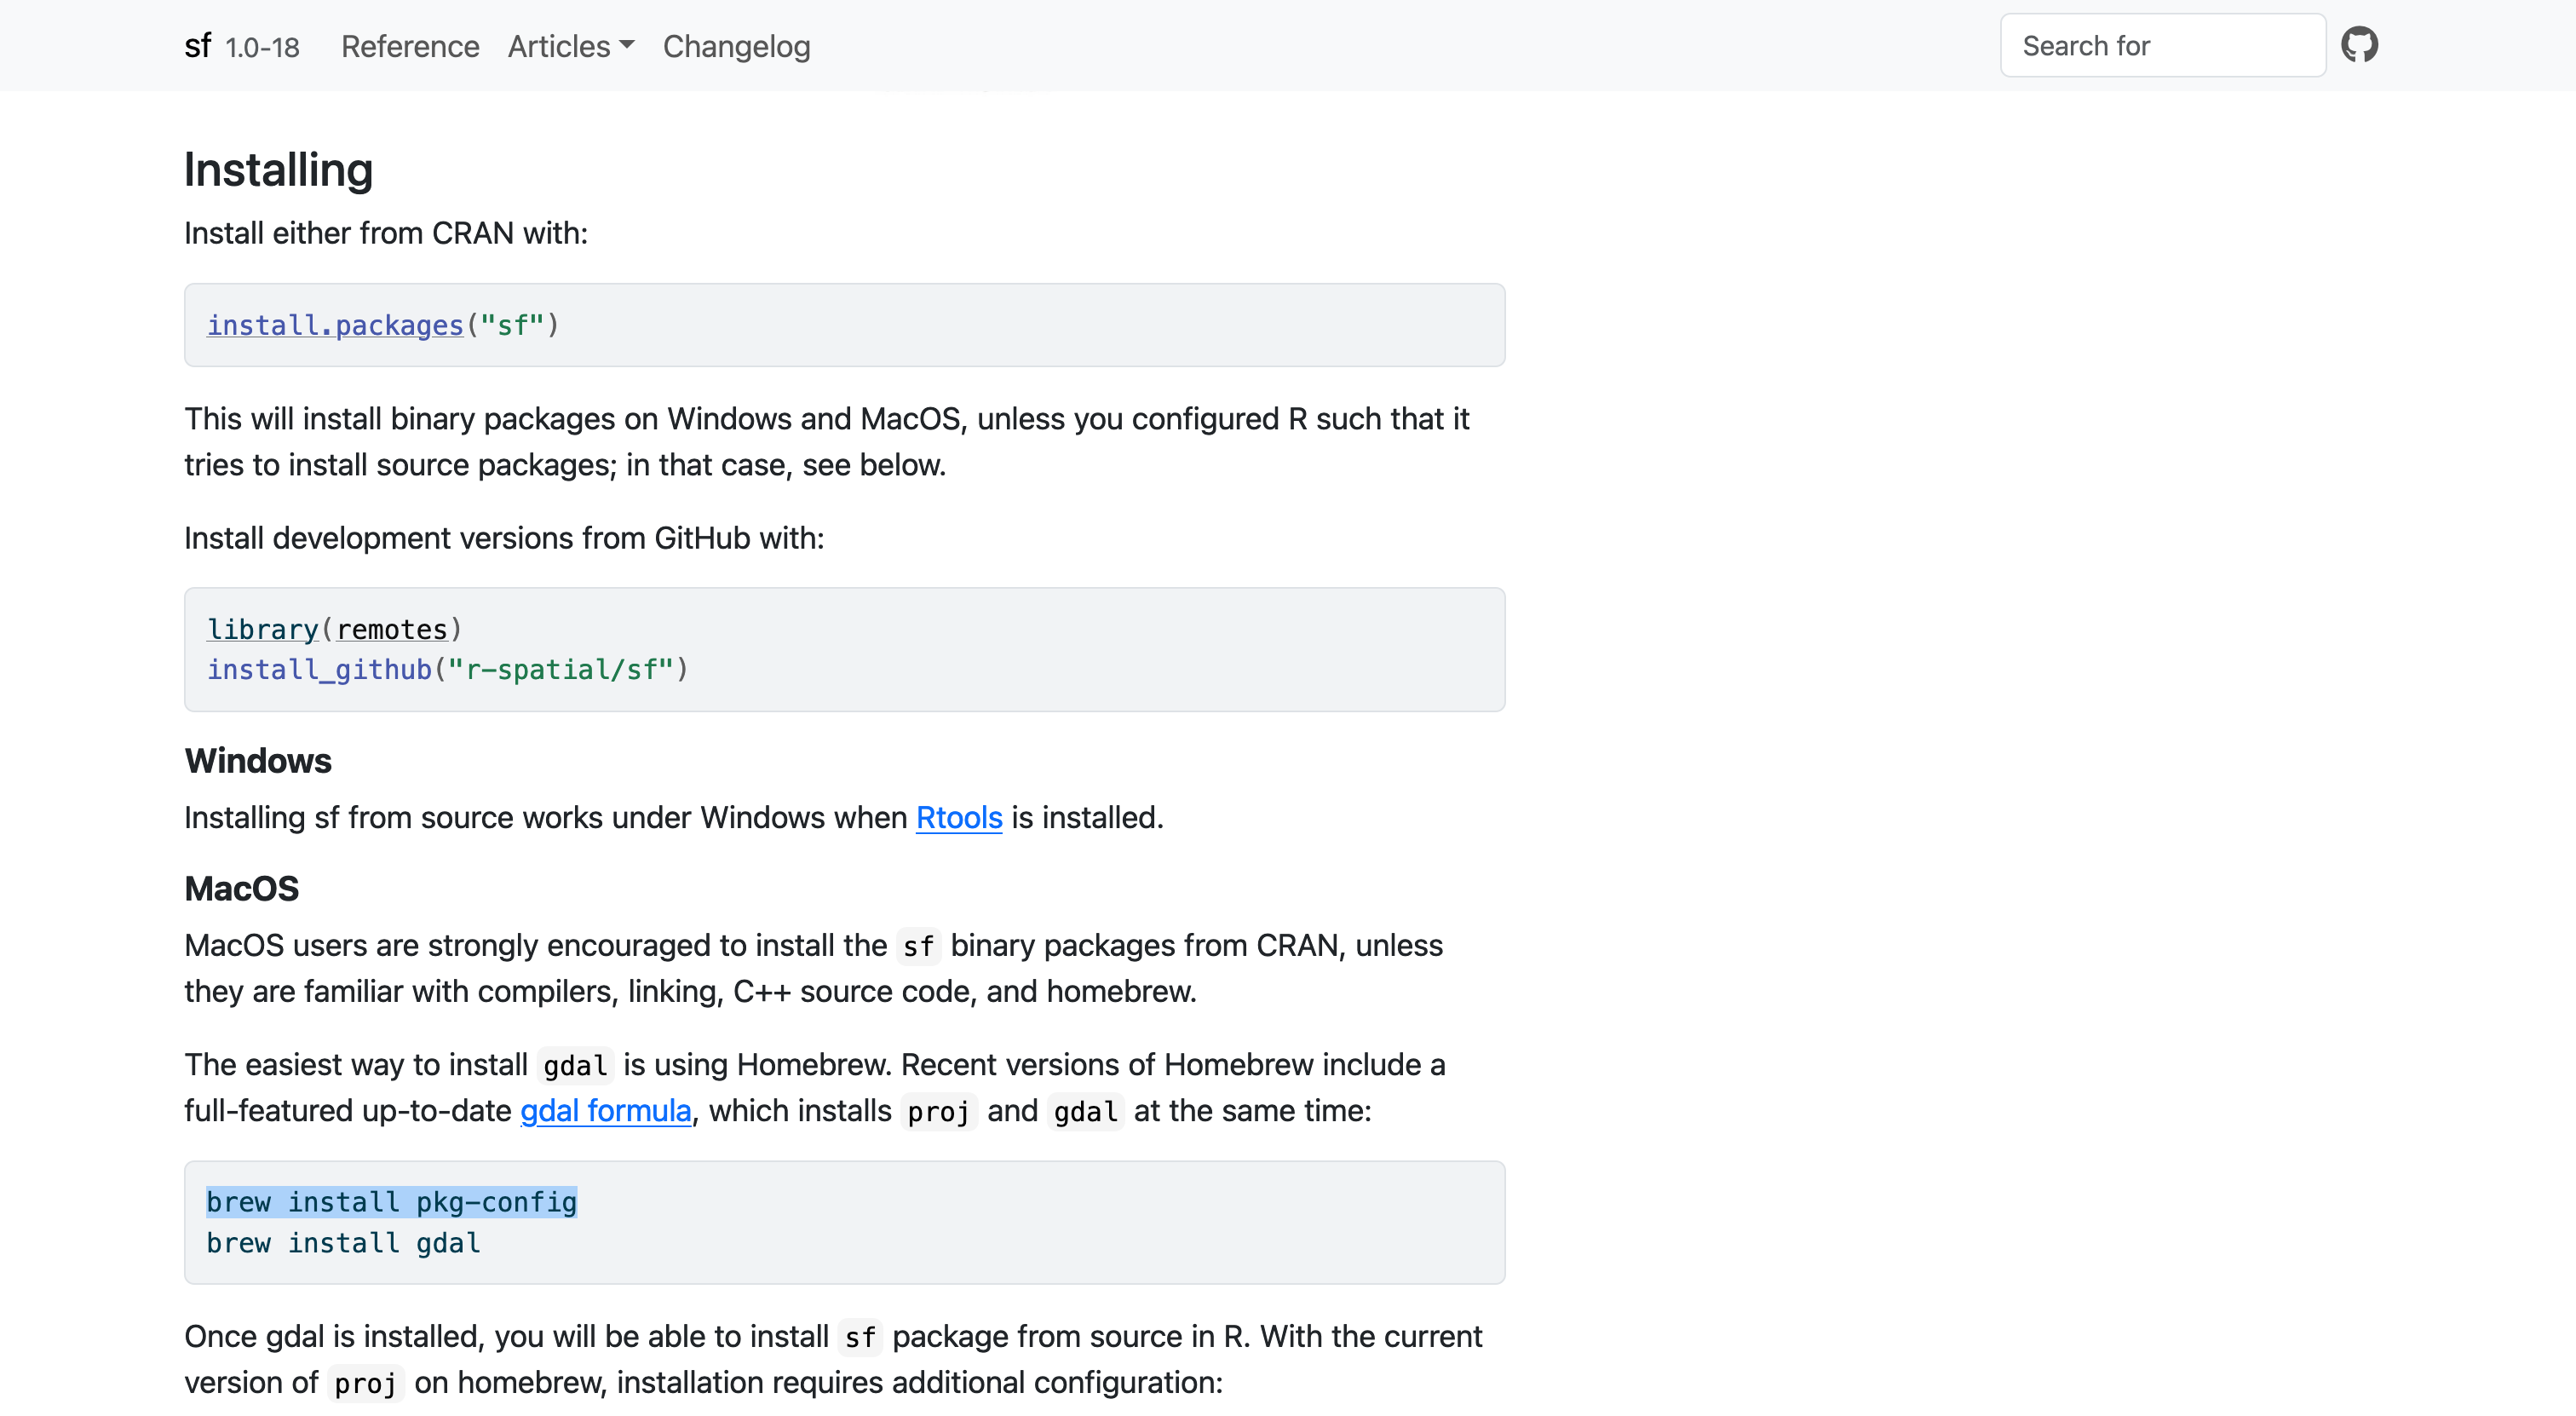 sf 1.0-18 Reference Articles Changelog Search for
Installing
Install either from CRAN with:
install.packages("sf")
This will install binary packages on Windows and MacOS, unless you configured R such that it
tries to install source packages; in that case, see below.
Install development versions from GitHub with:
library(remotes)
install_github("r-spatial/sf")
Windows
Installing sf from source works under Windows when Rtools is installed.
MacOS
MacOS users are strongly encouraged to install the sf binary packages from CRAN, unless
they are familiar with compilers, linking, C++ source code, and homebrew.
The easiest way to install gdal is using Homebrew. Recent versions of Homebrew include a
full-featured up-to-date gdal formula, which installs proj and gdal at the same time:
brew install pkg-config
brew install gdal
Once gdal is installed, you will be able to install sf package from source in R. With the current
version of proj on homebrew, installation requires additional configuration: